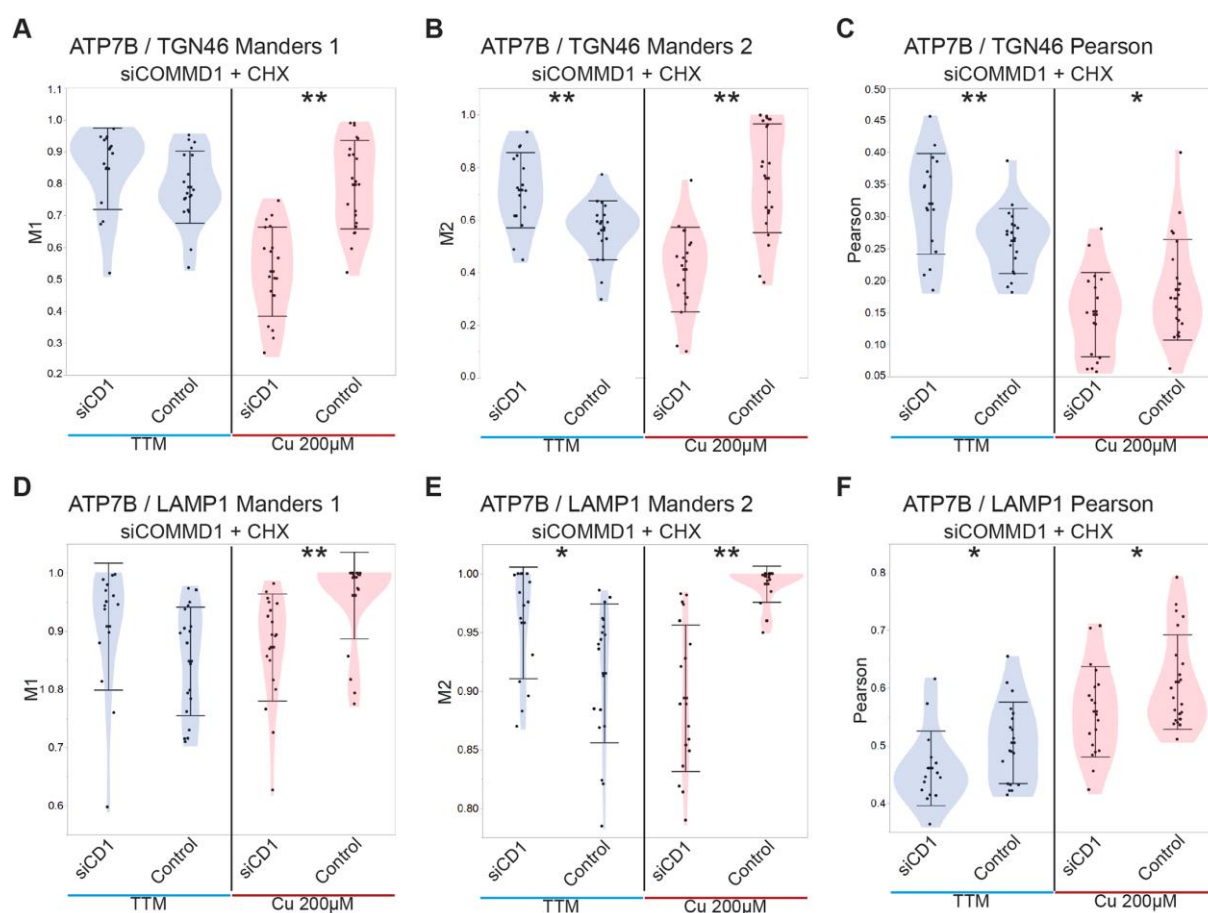 A
ATP7B / TGN46 Manders 1
siCOMMD1 + CHX
**
1.1
1.0
0.9
0.8
0.7
0.6
0.5
0.4
0.3
0.2
M1
siCD1
Control
siCD1
Control
TTM
Cu 200µM
B
ATP7B / TGN46 Manders 2
siCOMMD1 + CHX
**
**
1.0
0.8
0.6
0.4
0.2
0.0
M2
siCD1
Control
siCD1
Control
TTM
Cu 200µM
C
ATP7B / TGN46 Pearson
siCOMMD1 + CHX
**
*
0.50
0.45
0.40
0.35
0.30
0.25
0.20
0.15
0.10
0.05
Pearson
siCD1
Control
siCD1
Control
TTM
Cu 200µM
D
ATP7B / LAMP1 Manders 1
siCOMMD1 + CHX
**
1.0
0.9
0.8
0.7
0.6
M1
siCD1
Control
siCD1
Control
TTM
Cu 200µM
E
ATP7B / LAMP1 Manders 2
siCOMMD1 + CHX
*
**
1.00
0.95
0.90
0.85
0.80
M2
siCD1
Control
siCD1
Control
TTM
Cu 200µM
F
ATP7B / LAMP1 Pearson
siCOMMD1 + CHX
*
*
0.8
0.7
0.6
0.5
0.4
Pearson
siCD1
Control
siCD1
Control
TTM
Cu 200µM